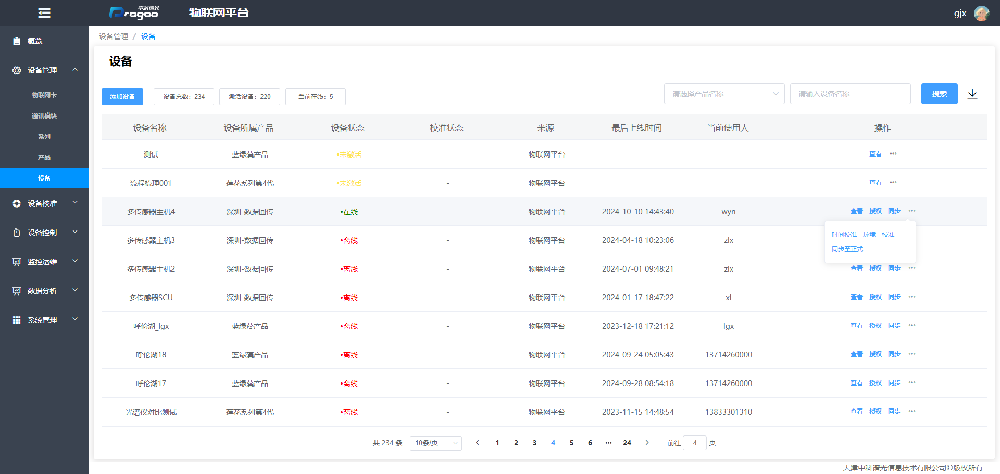 中科谱光
Progoo
物联网平台
gjx
概览
设备管理
物联网卡
通讯模块
系列
产品
设备
设备校准
设备控制
监控运维
数据分析
系统管理
设备管理 / 设备
设备
添加设备 设备总数：234 激活设备：220 当前在线：5 请选择产品名称 请输入设备名称 搜索
设备名称 设备所属产品 设备状态 校准状态 来源 最后上线时间 当前使用人 操作
测试 蓝绿藻产品 •未激活 - 物联网平台 查看 •••
流程梳理001 莲花系列第4代 •未激活 - 物联网平台 查看 •••
多传感器主机4 深圳-数据回传 •在线 - 物联网平台 2024-10-10 14:43:40 wyn 查看 授权 同步 •••
时间校准 环境 校准
同步至正式
多传感器主机3 深圳-数据回传 •离线 - 物联网平台 2024-04-18 10:23:06 zlx
多传感器主机2 深圳-数据回传 •离线 - 物联网平台 2024-07-01 09:48:21 zlx 查看 授权 同步 •••
多传感器SCU 深圳-数据回传 •离线 - 物联网平台 2024-01-17 18:47:22 xl 查看 授权 同步 •••
呼伦湖_lgx 蓝绿藻产品 •离线 - 物联网平台 2023-12-18 17:21:12 lgx 查看 授权 同步 •••
呼伦湖18 蓝绿藻产品 •离线 - 物联网平台 2024-09-24 05:05:43 13714260000 查看 授权 同步 •••
呼伦湖17 蓝绿藻产品 •离线 - 物联网平台 2024-09-28 08:54:18 13714260000 查看 授权 同步 •••
光谱仪对比测试 莲花系列第4代 •离线 - 物联网平台 2023-11-15 14:48:54 13833301310 查看 授权 同步 •••
共 234 条 10条/页 1 2 3 4 5 6 ••• 24 前往 4 页
天津中科谱光信息技术有限公司©版权所有